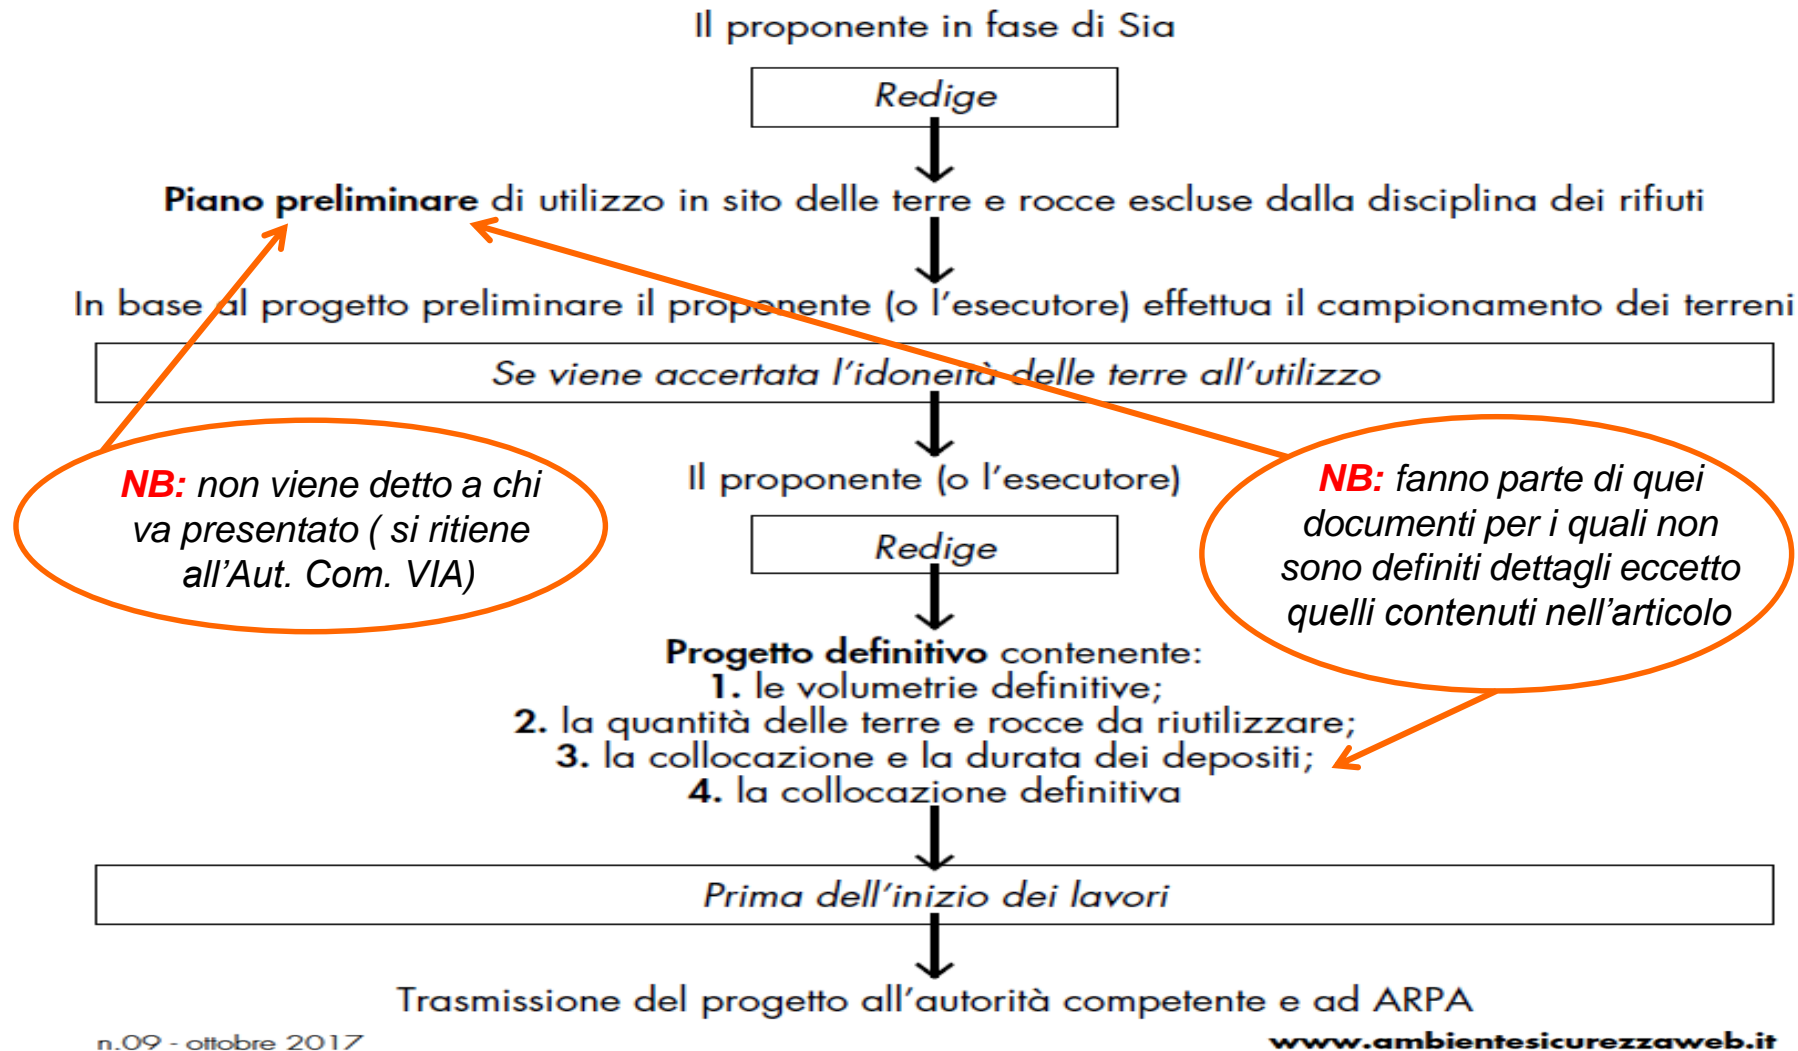 Il proponente in fase di Sia
Redige
Piano preliminare di utilizzo in sito delle terre e rocce escluse dalla disciplina dei rifiuti
In base al progetto preliminare il proponente (o l'esecutore) effettua il campionamento dei terreni
Se viene accertata l'idoneità delle terre all'utilizzo
NB: non viene detto a chi
va presentato ( si ritiene
all'Aut. Com. VIA)
Il proponente (o l'esecutore)
Redige
NB: fanno parte di quei
documenti per i quali non
sono definiti dettagli eccetto
quelli contenuti nell'articolo
Progetto definitivo contenente:
1. le volumetrie definitive;
2. la quantità delle terre e rocce da riutilizzare;
3. la collocazione e la durata dei depositi;
4. la collocazione definitiva
Prima dell'inizio dei lavori
Trasmissione del progetto all'autorità competente e ad ARPA
n.09 - ottobre 2017
www.ambientesicurezzaweb.it